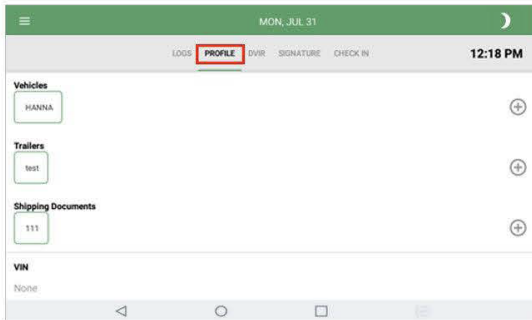 MON, JUL 31
LOGS PROFILE DVIR SIGNATURE CHECK IN 12:18 PM
Vehicles
HANNA
Trailers
test
Shipping Documents
111
VIN
None